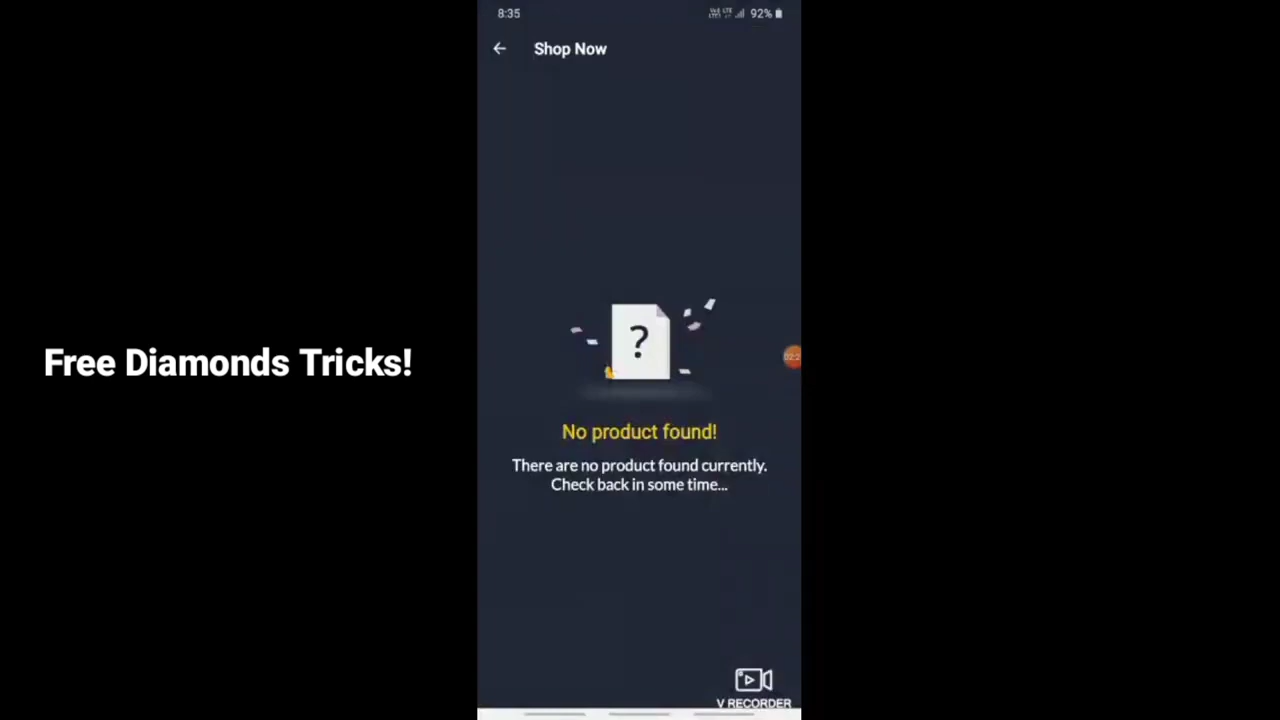 8:35
92%
Shop Now
Free Diamonds Tricks!
?
No product found!
There are no product found currently.
Check back in some time...
V RECORDER